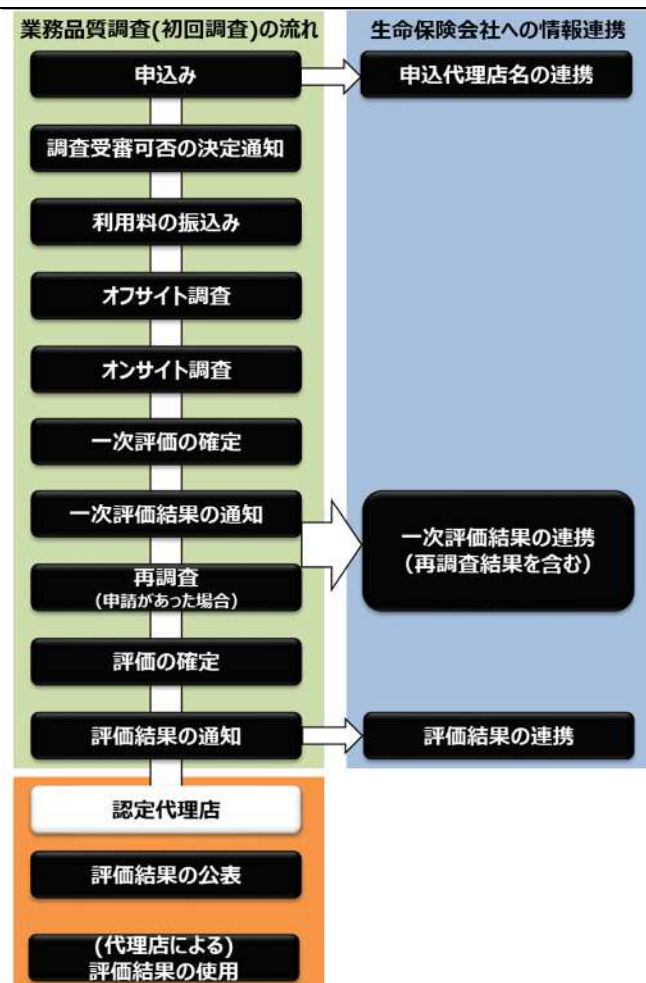 業務品質調査(初回調査)の流れ
生命保険会社への情報連携
申込み
申込代理店名の連携
調査受審可否の決定通知
利用料の振込み
オフサイト調査
オンサイト調査
一次評価の確定
一次評価結果の通知
一次評価結果の連携
(再調査結果を含む)
再調査
(申請があった場合)
評価の確定
評価結果の通知
評価結果の連携
認定代理店
評価結果の公表
(代理店による)
評価結果の使用